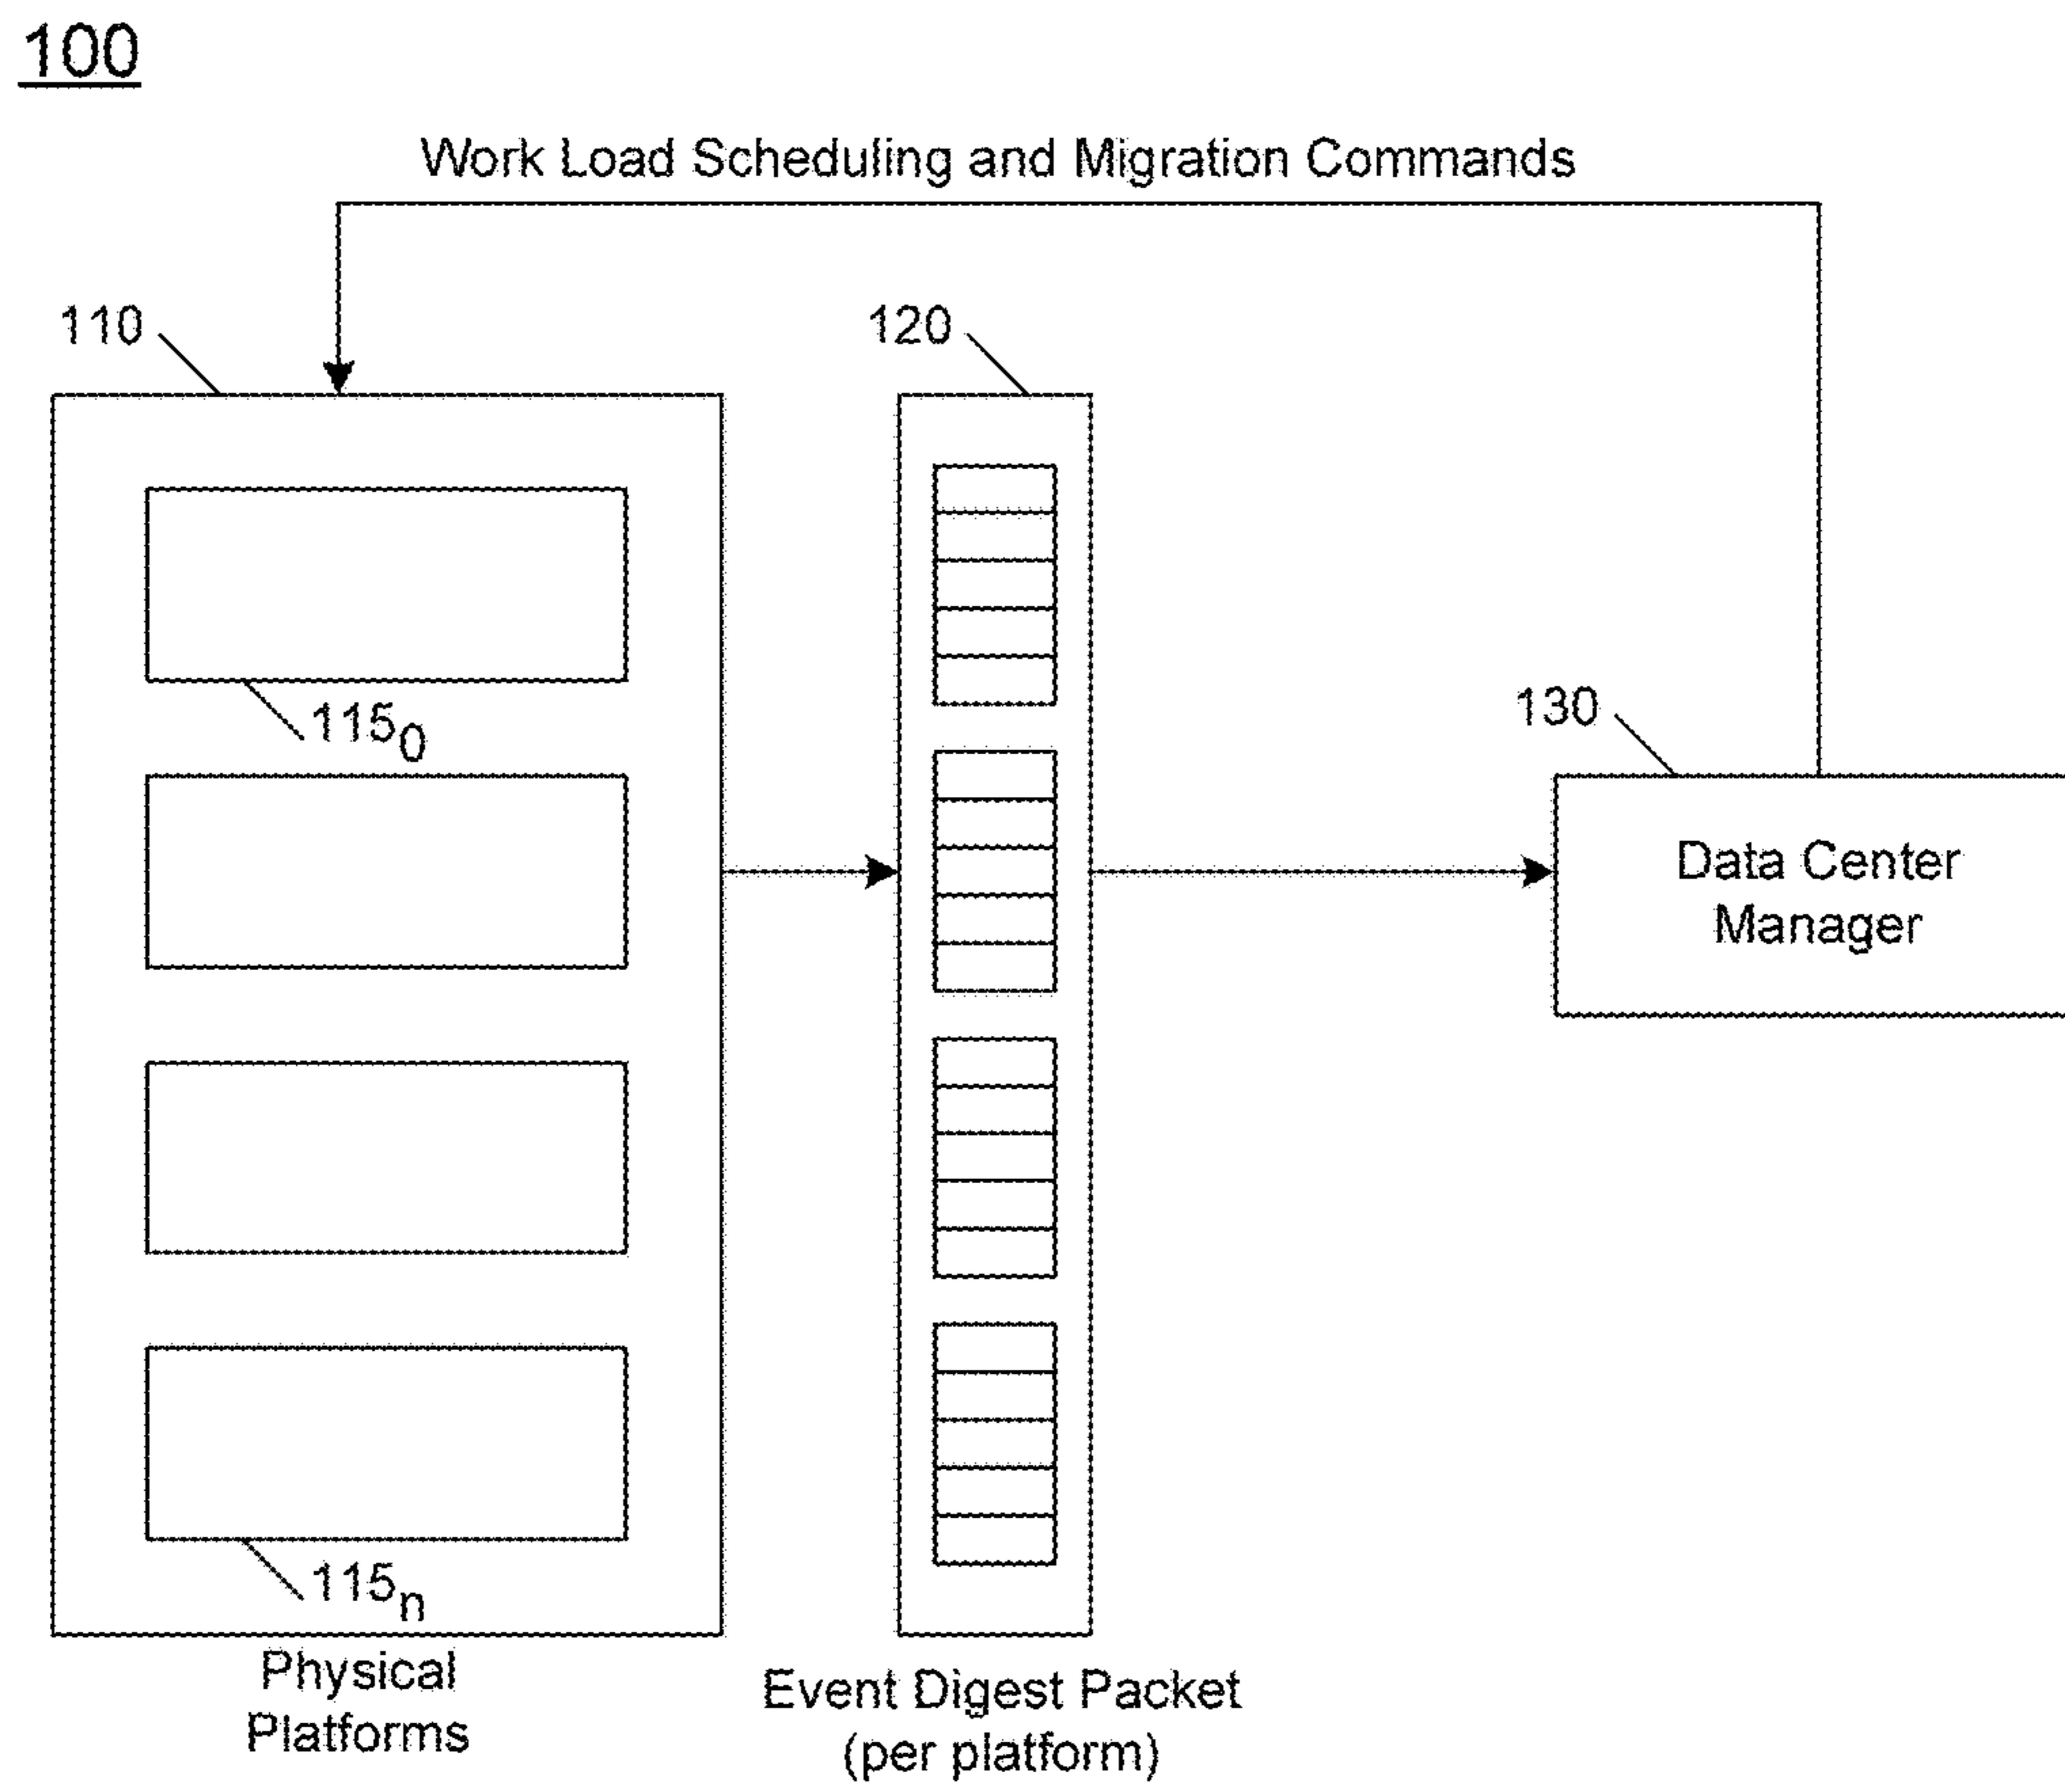 100
Work Load Scheduling and Migration Commands
110
120
115₀
130
Data Center
Manager
115ₙ
Physical
Platforms
Event Digest Packet
(per platform)